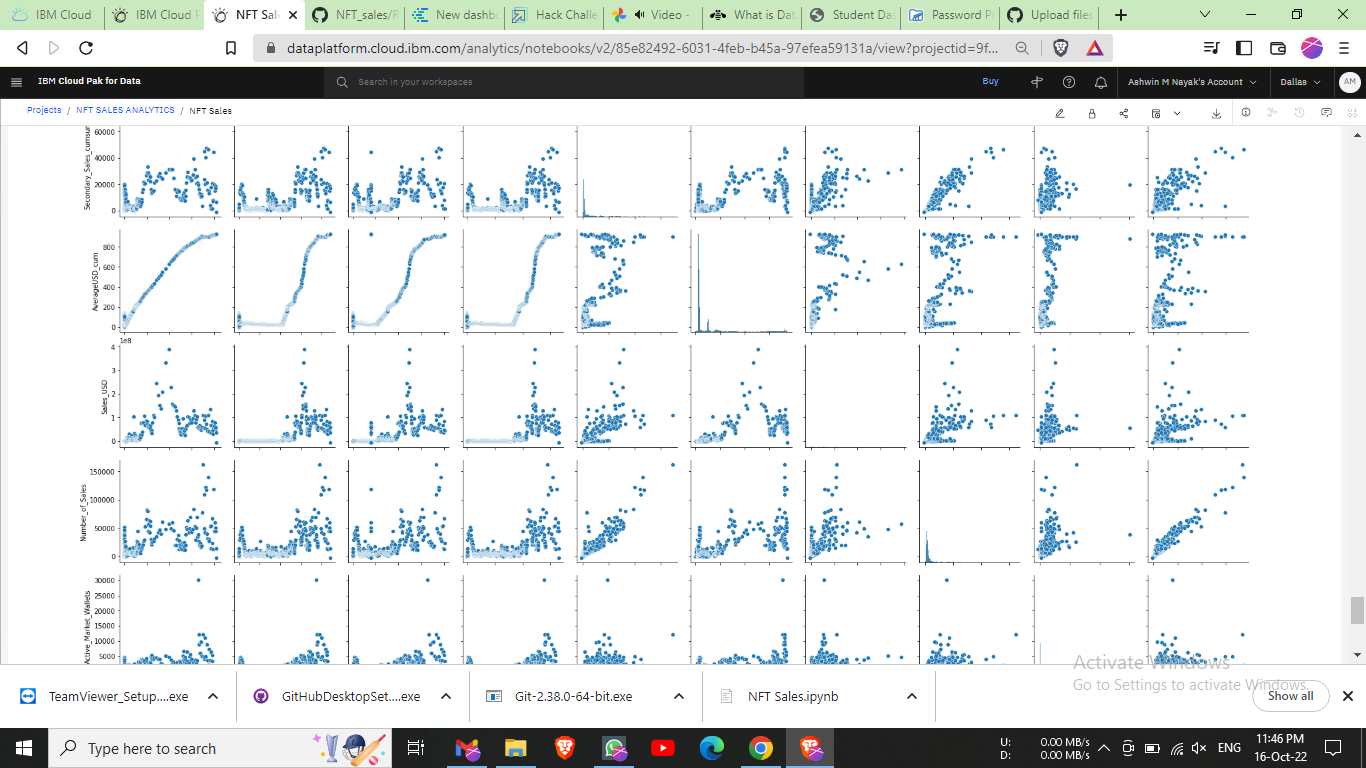 IBM Cloud
IBM Cloud P
NFT Sal
NFT_sales/R
New dashbo
Hack Challe
Video -
What is Dat
Student Das
Password P
Upload files
dataplatform.cloud.ibm.com/analytics/notebooks/v2/85e82492-6031-4feb-b45a-97efea59131a/view?projectid=9f...
IBM Cloud Pak for Data
Search in your workspaces
Buy
Ashwin M Nayak's Account
Dallas
AM
Projects / NFT SALES ANALYTICS / NFT Sales
Secondary_Sales_cumsu
60000
40000
20000
0
AverageUSD_cum
800
600
400
200
0
1e8
Sales_USD
4
3
2
1
0
Number_of_Sales
150000
100000
50000
0
Active_Market_Wallets
30000
25000
20000
15000
10000
5000
Activate Windows
Go to Settings to activate Windows.
TeamViewer_Setup....exe
GitHubDesktopSet....exe
Git-2.38.0-64-bit.exe
NFT Sales.ipynb
Show all
Type here to search
U: 0.00 MB/s
D: 0.00 MB/s
ENG
11:46 PM
16-Oct-22